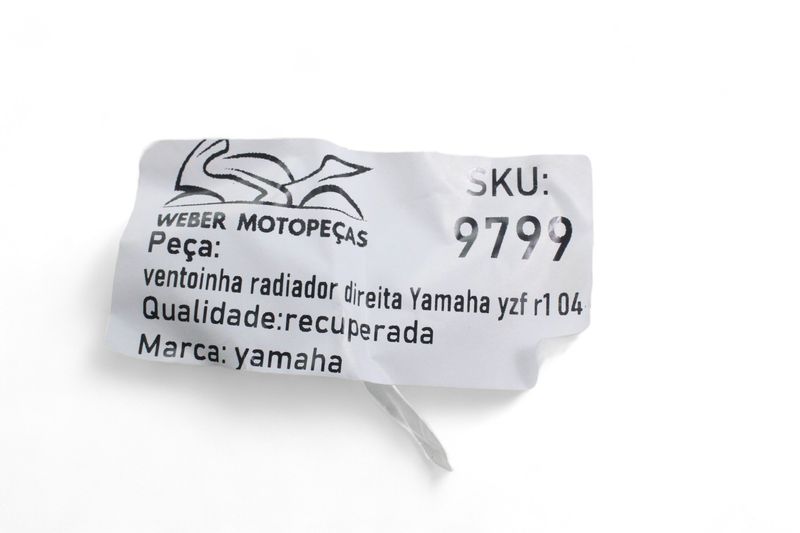 WEBER MOTOPEÇAS
SKU:
9799
Peça:
ventoinha radiador direita Yamaha yzf r1 04
Qualidade:recuperada
Marca: yamaha